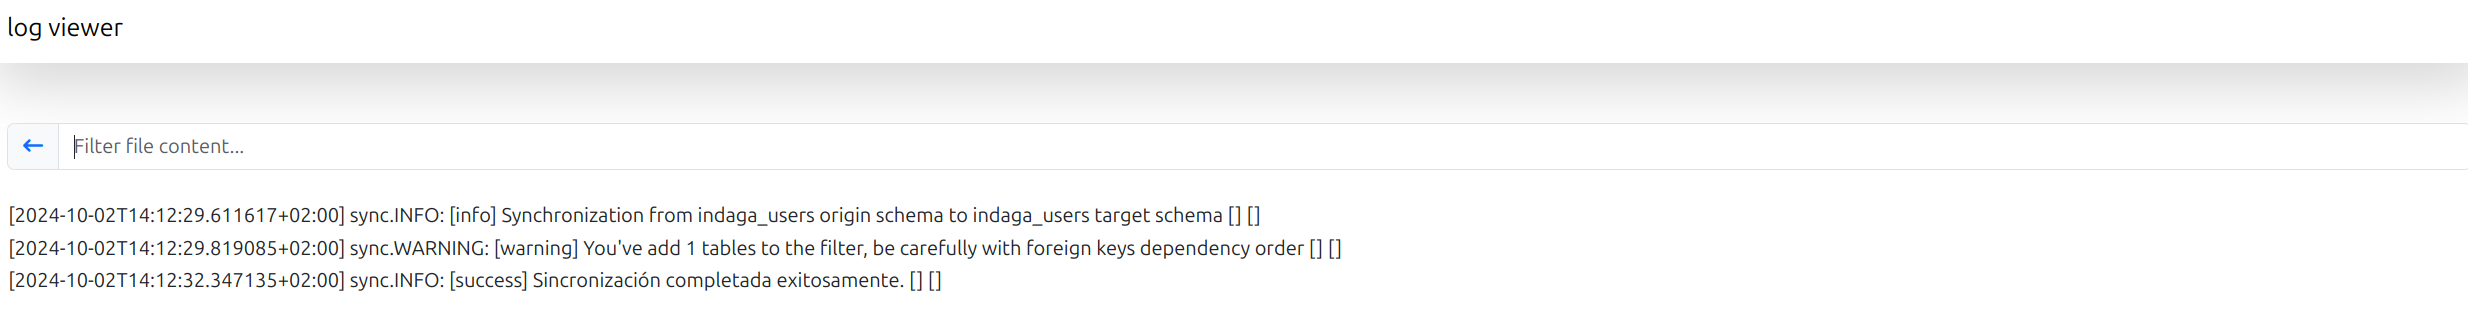 log viewer
Filter file content...
[2024-10-02T14:12:29.611617+02:00] sync.INFO: [info] Synchronization from indaga_users origin schema to indaga_users target schema [] []
[2024-10-02T14:12:29.819085+02:00] sync.WARNING: [warning] You've add 1 tables to the filter, be carefully with foreign keys dependency order [] []
[2024-10-02T14:12:32.347135+02:00] sync.INFO: [success] Sincronización completada exitosamente. [] []